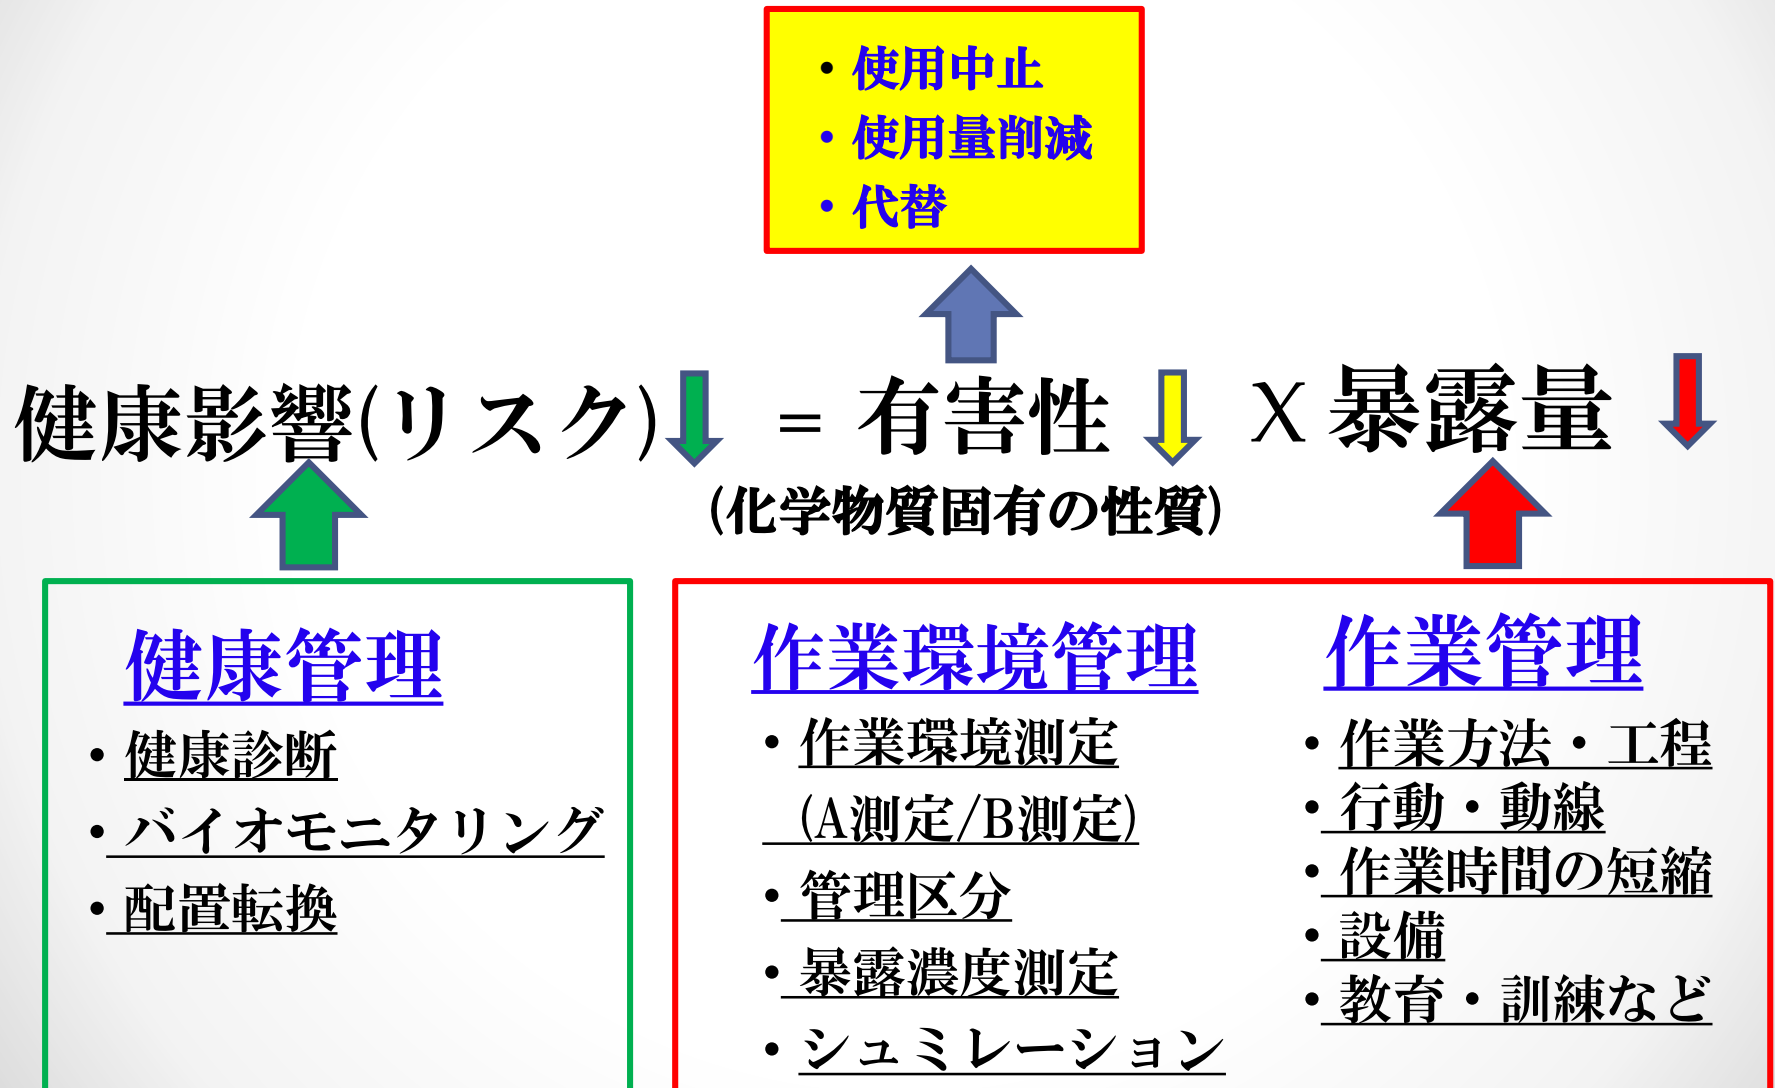 ・使用中止
・使用量削減
・代替
健康影響(リスク) = 有害性 X 暴露量
(化学物質固有の性質)
健康管理
・健康診断
・バイオモニタリング
・配置転換
作業環境管理
・作業環境測定
(A測定/B測定)
・管理区分
・暴露濃度測定
・シュミレーション
作業管理
・作業方法・工程
・行動・動線
・作業時間の短縮
・設備
・教育・訓練など